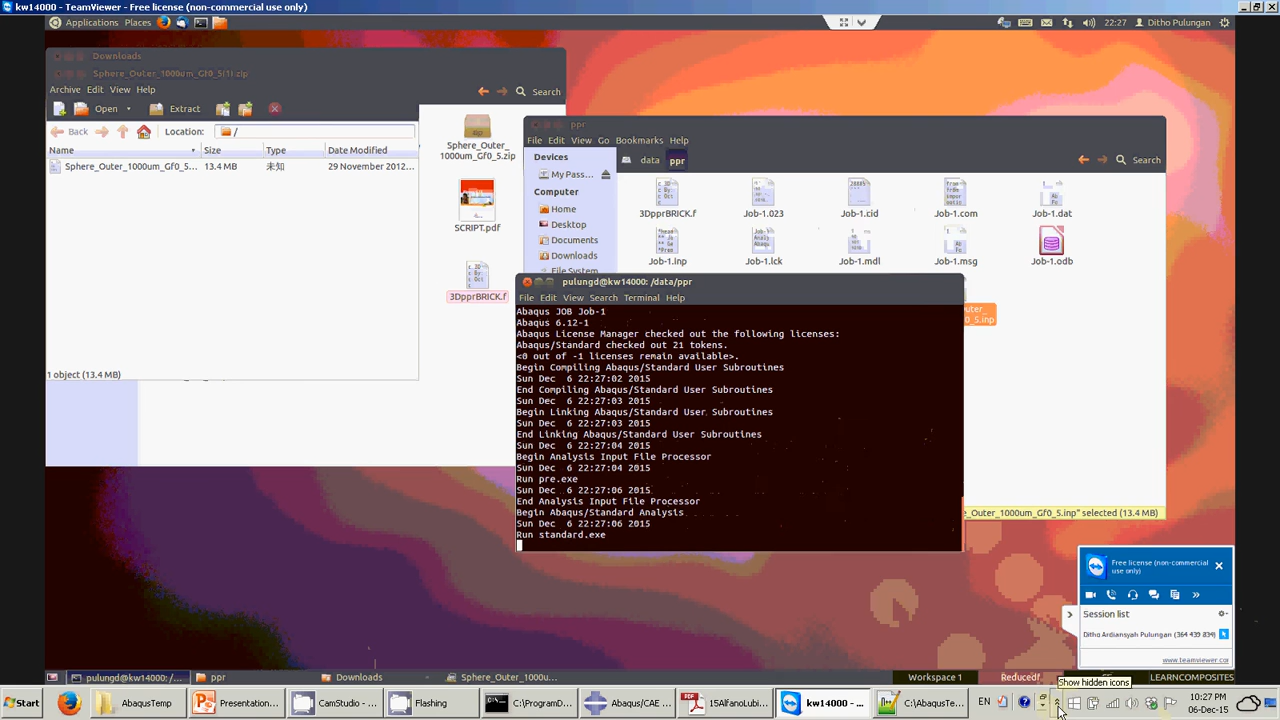 kw14000 - TeamViewer - Free license (non-commercial use only)
Applications Places
22:27 Ditho Pulungan
Downloads
Sphere_Outer_1000um_Gf0_5(1).zip
Archive Edit View Help
Search
Open Extract
Back Location: /
Name Size Type Date Modified
Sphere_Outer_1000um_Gf0_5... 13.4 MB 未知 29 November 2012...
1 object (13.4 MB)
zip
Sphere_Outer_
1000um_Gf0_5.zip
SCRIPT.pdf
3DpprBRICK.f
ppr
File Edit View Go Bookmarks Help
Devices
My Pass...
Computer
Home
Desktop
Documents
Downloads
File System
data ppr
Search
3DpprBRICK.f Job-1.023 Job-1.cid Job-1.com Job-1.dat
Job-1.inp Job-1.lck Job-1.mdl Job-1.msg Job-1.odb
_Outer_1000um_Gf0_5.inp" selected (13.4 MB)
pulungd@kw14000: /data/ppr
File Edit View Search Terminal Help
Abaqus JOB Job-1
Abaqus 6.12-1
Abaqus License Manager checked out the following licenses:
Abaqus/Standard checked out 21 tokens.
<0 out of -1 licenses remain available>.
Begin Compiling Abaqus/Standard User Subroutines
Sun Dec  6 22:27:02 2015
End Compiling Abaqus/Standard User Subroutines
Sun Dec  6 22:27:03 2015
Begin Linking Abaqus/Standard User Subroutines
Sun Dec  6 22:27:03 2015
End Linking Abaqus/Standard User Subroutines
Sun Dec  6 22:27:04 2015
Begin Analysis Input File Processor
Sun Dec  6 22:27:04 2015
Run pre.exe
Sun Dec  6 22:27:06 2015
End Analysis Input File Processor
Begin Abaqus/Standard Analysis
Sun Dec  6 22:27:06 2015
Run standard.exe
Free license (non-commercial
use only)
Session list
Ditho Ardiansyah Pulungan (364 439 834)
www.teamviewer.com
pulungd@kw14000: /... ppr Downloads Sphere_Outer_1000u... Workspace 1 LEARNCOMPOSITES
Show hidden icons
Start AbaqusTemp Presentation... CamStudio - ... Flashing C:\ProgramD... Abaqus/CAE ... 15AlfanoLubi... kw14000 - ... C:\AbaqusTe... EN 10:27 PM
06-Dec-15